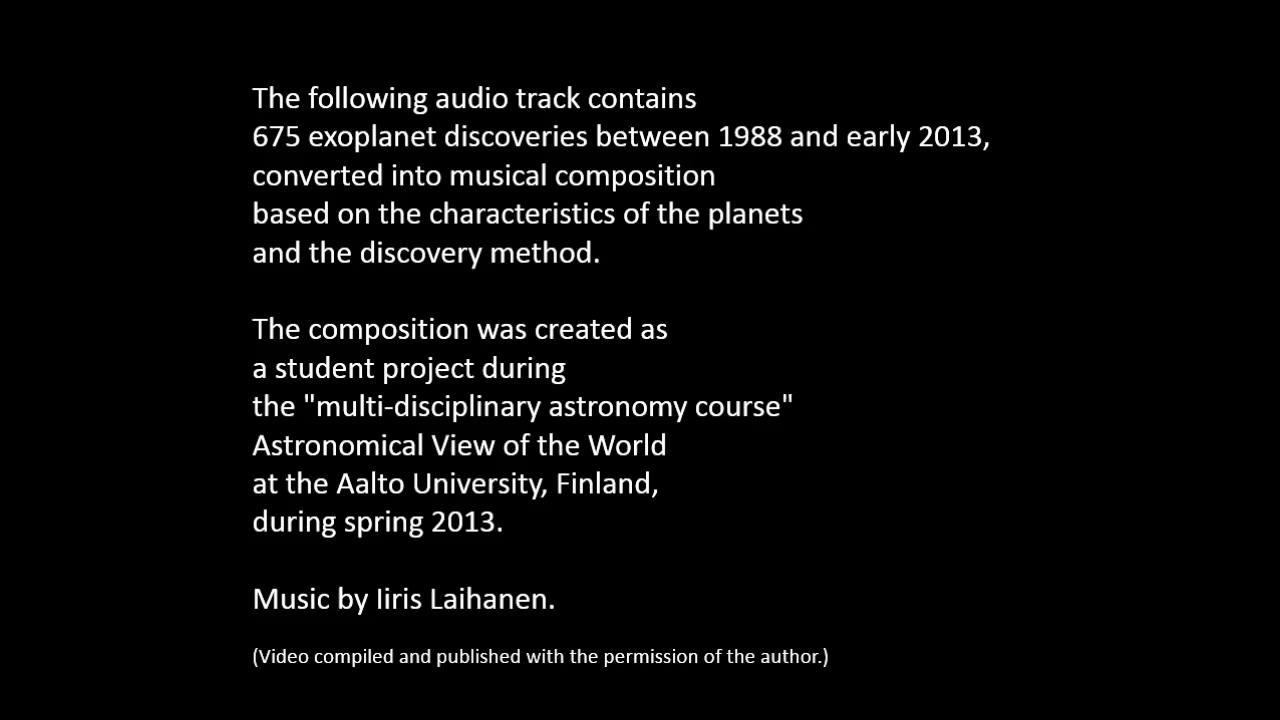 The following audio track contains
675 exoplanet discoveries between 1988 and early 2013,
converted into musical composition
based on the characteristics of the planets
and the discovery method.
The composition was created as
a student project during
the "multi-disciplinary astronomy course"
Astronomical View of the World
at the Aalto University, Finland,
during spring 2013.
Music by Iiris Laihanen.
(Video compiled and published with the permission of the author.)